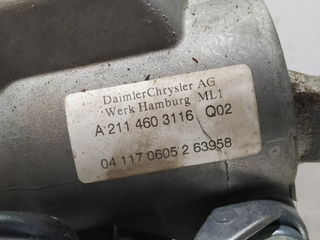 DaimlerChrysler AG
Werk Hamburg ML1
A 211 460 3116 Q02
04 117 0605 2 63958